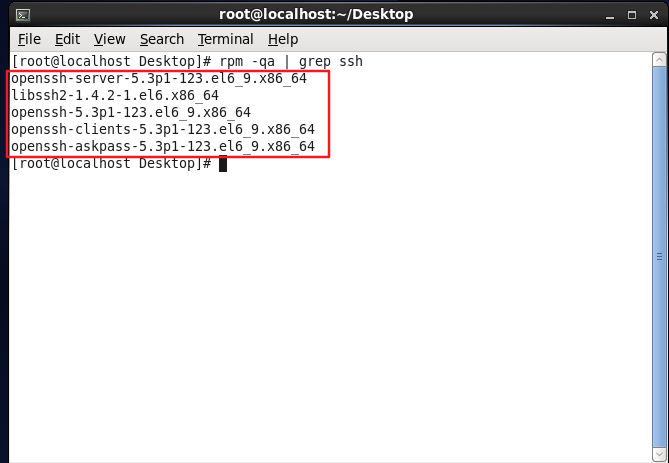 root@localhost:~/Desktop
File Edit View Search Terminal Help
[root@localhost Desktop]# rpm -qa | grep ssh
openssh-server-5.3p1-123.el6_9.x86_64
libssh2-1.4.2-1.el6.x86_64
openssh-5.3p1-123.el6_9.x86_64
openssh-clients-5.3p1-123.el6_9.x86_64
openssh-askpass-5.3p1-123.el6_9.x86_64
[root@localhost Desktop]#